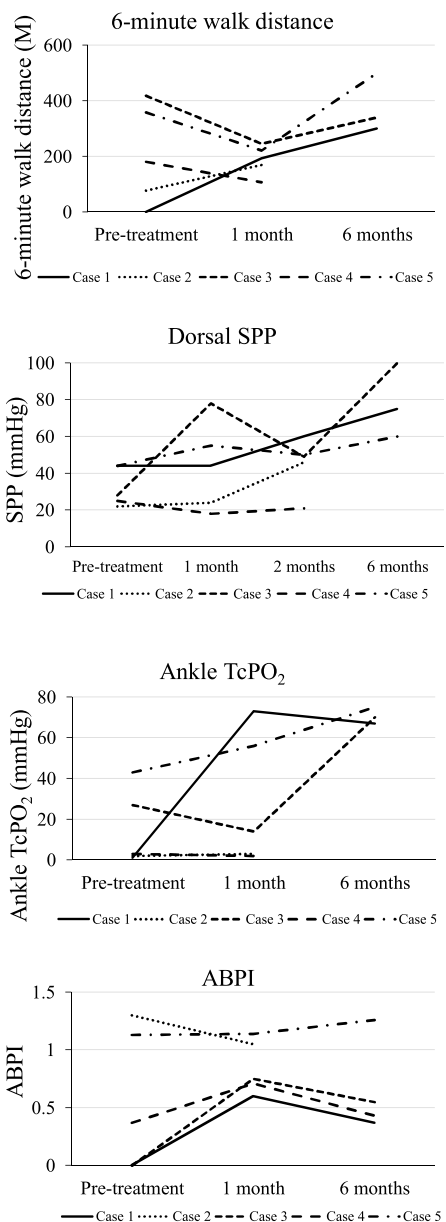 6-minute walk distance
6-minute walk distance (M)
600
400
200
0
Pre-treatment 1 month 6 months
Case 1 Case 2 Case 3 Case 4 Case 5
Dorsal SPP
SPP (mmHg)
100
80
60
40
20
0
Pre-treatment 1 month 2 months 6 months
Case 1 Case 2 Case 3 Case 4 Case 5
Ankle TcPO₂
Ankle TcPO₂ (mmHg)
80
60
40
20
0
Pre-treatment 1 month 6 months
Case 1 Case 2 Case 3 Case 4 Case 5
ABPI
ABPI
1.5
1
0.5
0
Pre-treatment 1 month 6 months
Case 1 Case 2 Case 3 Case 4 Case 5